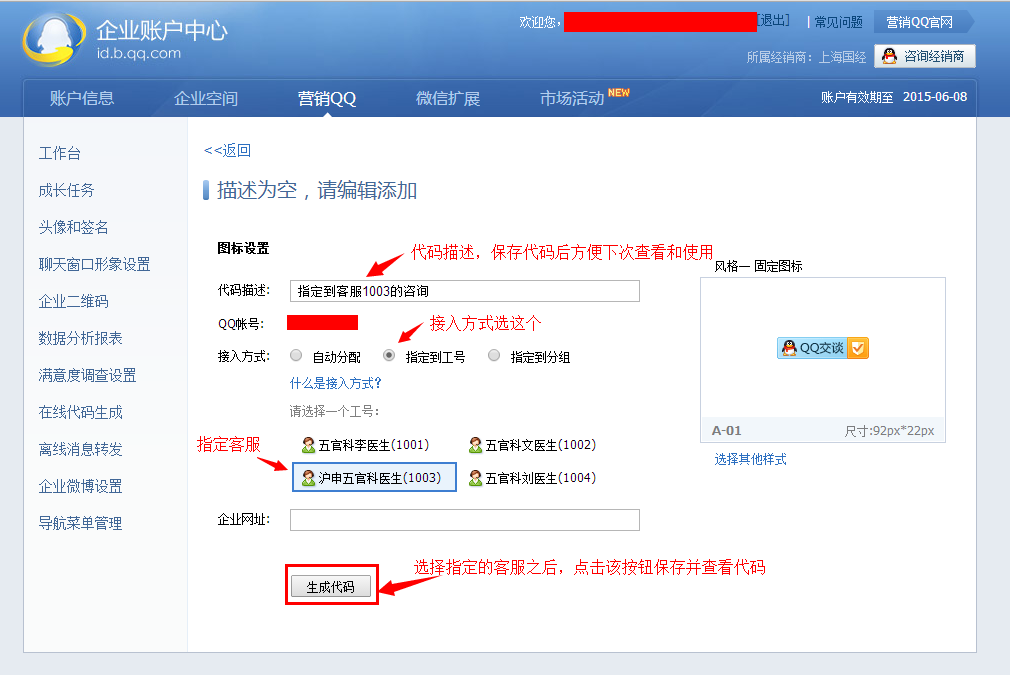 企业账户中心
id.b.qq.com
欢迎您,
[退出]
| 常见问题
营销QQ官网
所属经销商：上海国经
咨询经销商
账户信息
企业空间
营销QQ
微信扩展
市场活动 NEW
账户有效期至 2015-06-08
工作台
成长任务
头像和签名
聊天窗口形象设置
企业二维码
数据分析报表
满意度调查设置
在线代码生成
离线消息转发
企业微博设置
导航菜单管理
<<返回
描述为空，请编辑添加
图标设置
代码描述，保存代码后方便下次查看和使用
代码描述: 指定到客服1003的咨询
QQ帐号:
接入方式选这个
接入方式: 自动分配 指定到工号 指定到分组
什么是接入方式?
请选择一个工号:
指定客服
五官科李医生(1001) 五官科文医生(1002)
沪申五官科医生(1003) 五官科刘医生(1004)
企业网址:
选择指定的客服之后，点击该按钮保存并查看代码
生成代码
风格一 固定图标
QQ交谈
A-01 尺寸:92px*22px
选择其他样式